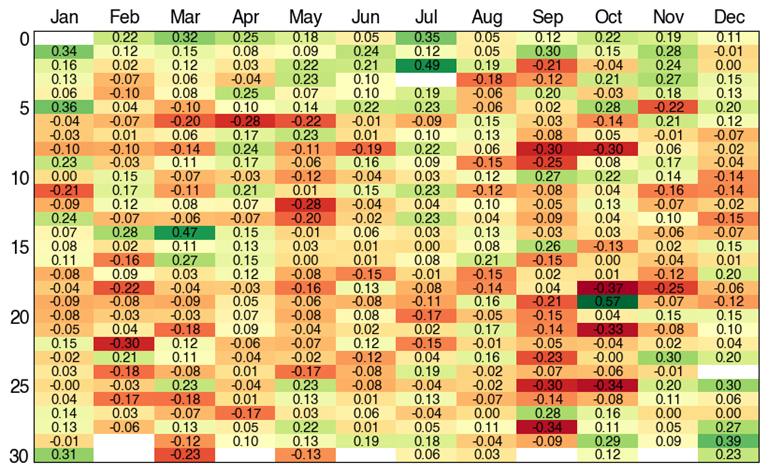 Jan Feb Mar Apr May Jun Jul Aug Sep Oct Nov Dec
0 0.22 0.32 0.25 0.18 0.05 0.35 0.05 0.12 0.22 0.19 0.11
0.34 0.12 0.15 0.08 0.09 0.24 0.12 0.05 0.30 0.15 0.28 -0.01
0.16 0.02 0.12 0.03 0.22 0.21 0.49 0.19 -0.21 -0.04 0.24 0.00
0.13 -0.07 0.06 -0.04 0.23 0.10 -0.18 -0.12 0.21 0.27 0.15
0.06 -0.10 0.08 0.25 0.07 0.10 0.19 -0.06 0.20 -0.03 0.18 0.13
5 0.36 0.04 -0.10 0.10 0.14 0.22 0.23 -0.06 0.02 0.28 -0.22 0.20
-0.04 -0.07 -0.20 -0.28 -0.22 -0.01 -0.09 0.15 -0.03 -0.14 0.21 0.12
-0.03 0.01 0.06 0.17 0.23 0.01 0.10 0.13 -0.08 0.05 -0.01 -0.07
-0.10 -0.10 -0.14 0.24 -0.11 -0.19 0.22 0.06 -0.30 -0.30 0.06 -0.02
0.23 -0.03 0.11 0.17 -0.06 0.16 0.09 -0.15 -0.25 0.08 0.17 -0.04
10 0.00 0.15 -0.07 -0.03 -0.12 -0.04 0.03 0.12 0.27 0.22 0.14 -0.14
-0.21 0.17 -0.11 0.21 0.01 0.15 0.23 -0.12 -0.08 0.04 -0.16 -0.14
-0.09 0.12 0.08 0.07 -0.28 -0.04 0.04 0.10 -0.05 0.13 -0.07 -0.02
0.24 -0.07 -0.06 -0.07 -0.20 -0.02 0.23 0.04 -0.09 0.04 0.10 -0.15
0.07 0.28 0.47 0.15 -0.01 0.06 0.03 0.13 -0.03 -0.03 -0.06 -0.07
15 0.08 0.02 0.11 0.13 0.03 0.01 0.00 0.08 0.26 -0.13 0.02 0.15
0.11 -0.16 0.27 0.15 0.00 0.01 0.08 0.21 -0.15 0.00 -0.04 0.01
-0.08 0.09 0.03 0.12 -0.08 -0.15 -0.01 -0.15 0.02 0.01 -0.12 0.20
-0.04 -0.22 -0.04 -0.03 -0.16 0.13 -0.08 -0.14 0.04 -0.37 -0.25 -0.06
-0.09 -0.08 -0.09 0.05 -0.06 -0.08 -0.11 0.16 -0.21 0.57 -0.07 -0.12
20 -0.08 -0.03 -0.03 0.07 -0.08 0.08 -0.17 -0.05 -0.15 0.04 0.15 0.15
-0.05 0.04 -0.18 0.09 -0.04 0.02 0.02 0.17 -0.14 -0.33 -0.08 0.10
0.15 -0.30 0.12 -0.06 -0.07 0.12 -0.15 -0.01 -0.05 -0.04 0.02 0.04
-0.02 0.21 0.11 -0.04 -0.02 -0.12 0.04 0.16 -0.23 -0.00 0.30 0.20
0.03 -0.18 -0.08 0.01 -0.17 -0.08 0.19 -0.02 -0.07 -0.06 -0.01
25 -0.00 -0.03 0.23 -0.04 0.23 -0.08 -0.04 -0.02 -0.30 -0.34 0.20 0.30
0.04 -0.17 -0.18 0.01 0.13 0.01 0.13 -0.07 -0.14 -0.08 0.11 0.06
0.14 0.03 -0.07 -0.17 0.03 0.06 -0.04 0.00 0.28 0.16 0.00 0.00
0.13 -0.06 0.13 0.05 0.22 0.01 0.05 0.11 -0.34 0.11 0.05 0.27
-0.01 -0.12 0.10 0.13 0.19 0.18 -0.04 -0.09 0.29 0.09 0.39
30 0.31 -0.23 -0.13 0.06 0.03 0.12 0.23